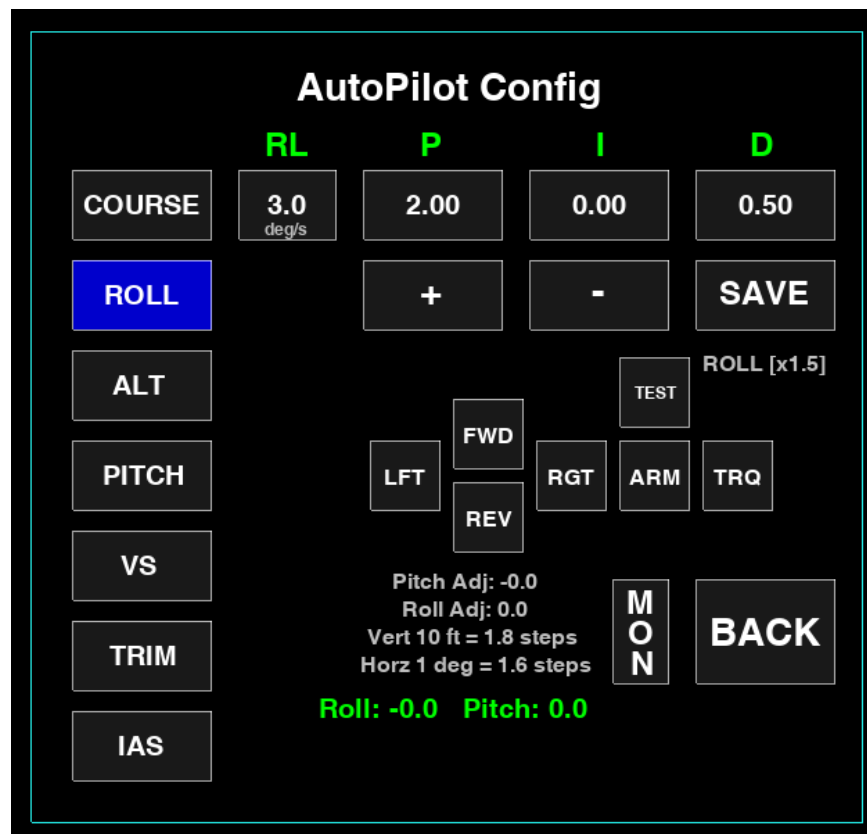 AutoPilot Config
RL P I D
COURSE 3.0 deg/s 2.00 0.00 0.50
ROLL + - SAVE
ROLL [x1.5]
ALT TEST
FWD
PITCH LFT RGT ARM TRQ
REV
VS
Pitch Adj: -0.0
Roll Adj: 0.0
Vert 10 ft = 1.8 steps
Horz 1 deg = 1.6 steps
MON
BACK
TRIM
Roll: -0.0 Pitch: 0.0
IAS